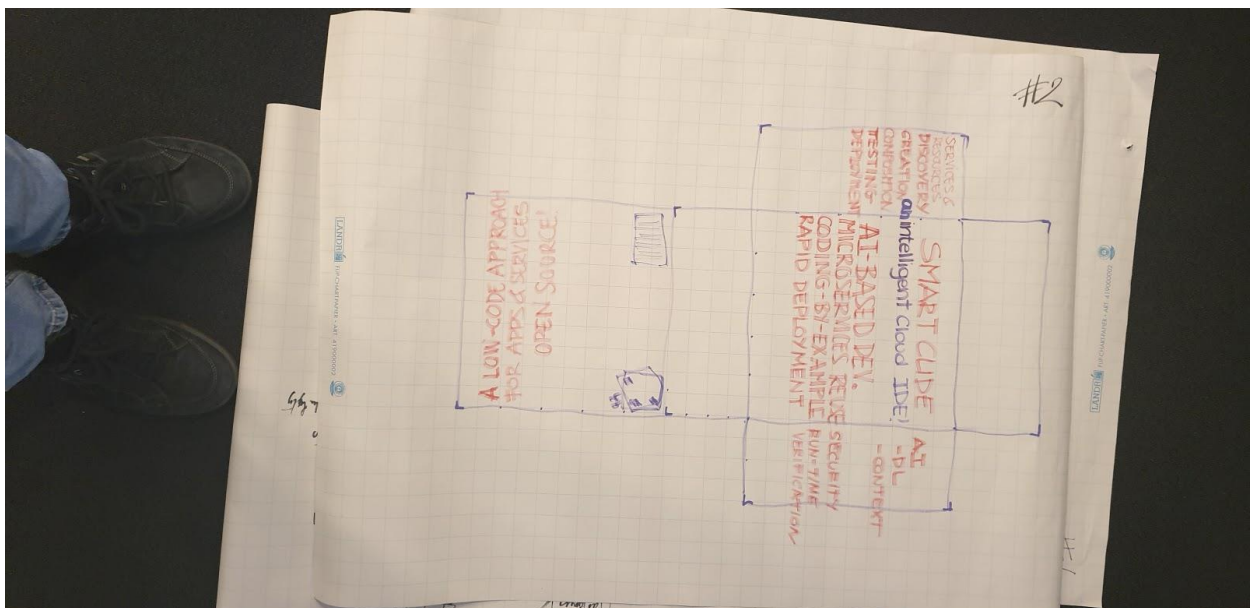 #2
SERVICES &
RESOURCES
DISCOVERY
CREATION
COMPOSITION
TESTING
DEPLOYMENT
SMART CLIDE
an intelligent Cloud IDE!
AI-BASED DEV.
MICROSERVICES REUSE
CODING-BY-EXAMPLE
RAPID DEPLOYMENT
AI
-DL
-CONTEXT
SECURITY
RUN-TIME
VERIFICATION
A LOW-CODE APPROACH
FOR APPS & SERVICES
OPEN SOURCE!
LANDRÉ
LANDRÉ
#1